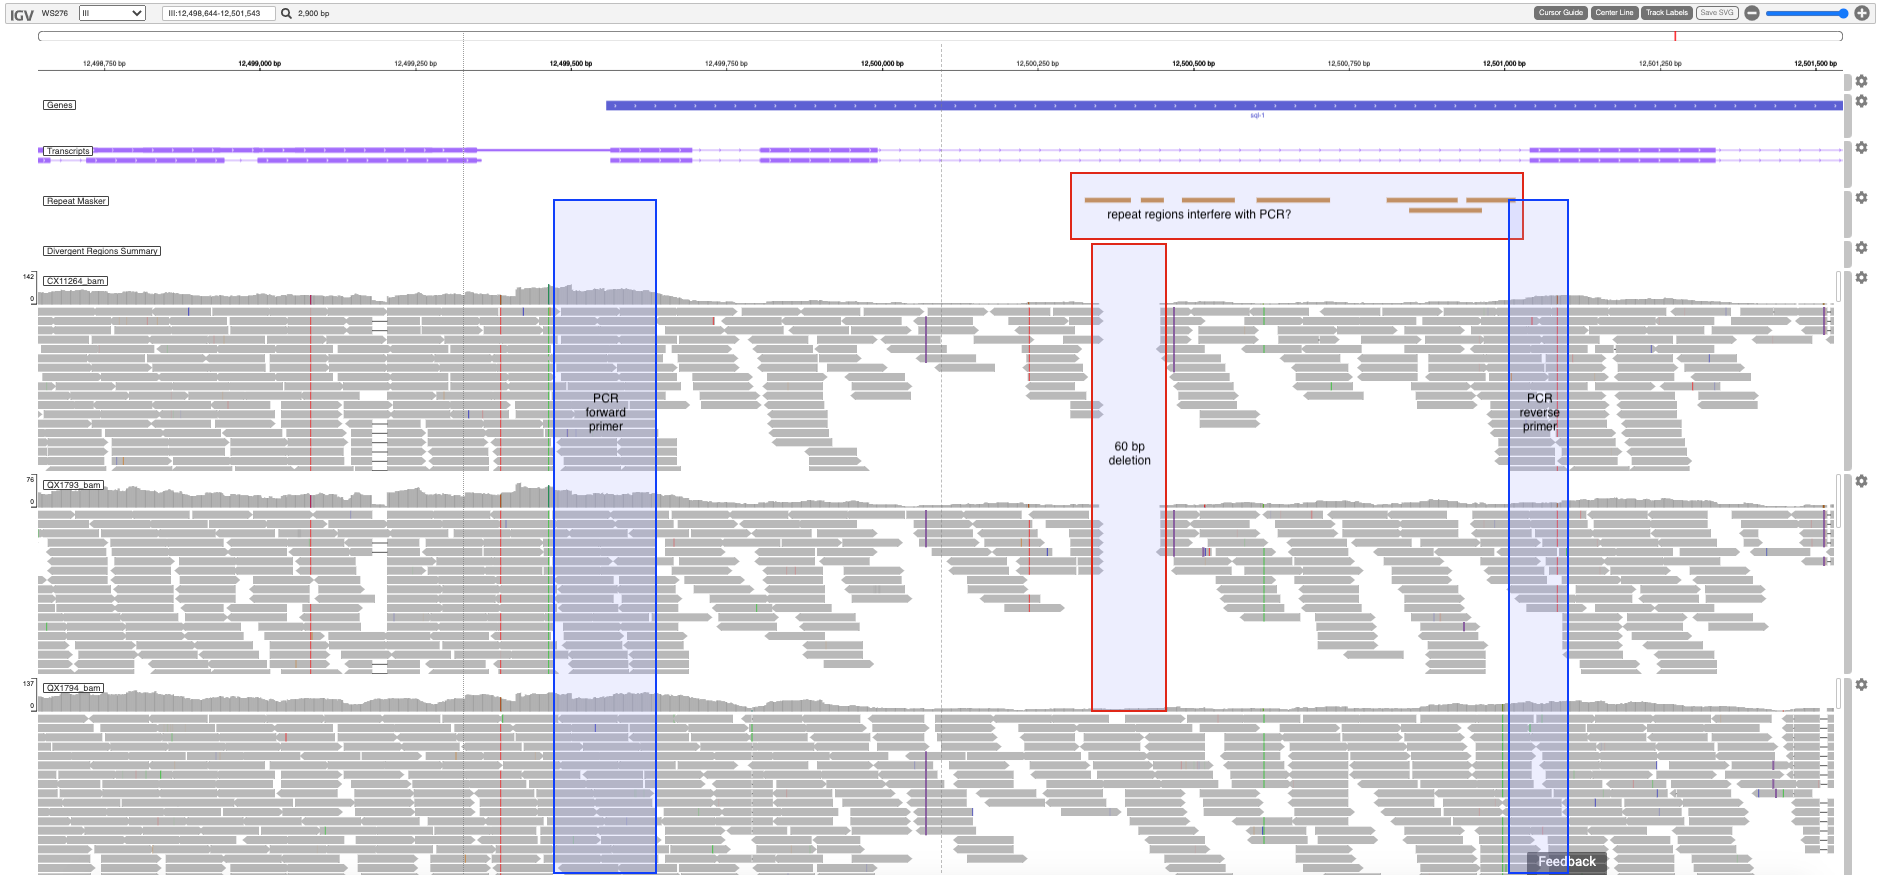 IGV WS276 III III:12,498,644-12,501,543 2,900 bp Cursor Guide Center Line Track Labels Save SVG
12,498,750 bp 12,499,000 bp 12,499,250 bp 12,499,500 bp 12,499,750 bp 12,500,000 bp 12,500,250 bp 12,500,500 bp 12,500,750 bp 12,501,000 bp 12,501,250 bp 12,501,500 bp
Genes
sql-1
Transcripts
Repeat Masker
repeat regions interfere with PCR?
Divergent Regions Summary
142
CX11264_bam
0
PCR
forward
primer
PCR
reverse
primer
60 bp
deletion
76
QX1793_bam
0
137
QX1794_bam
0
Feedback